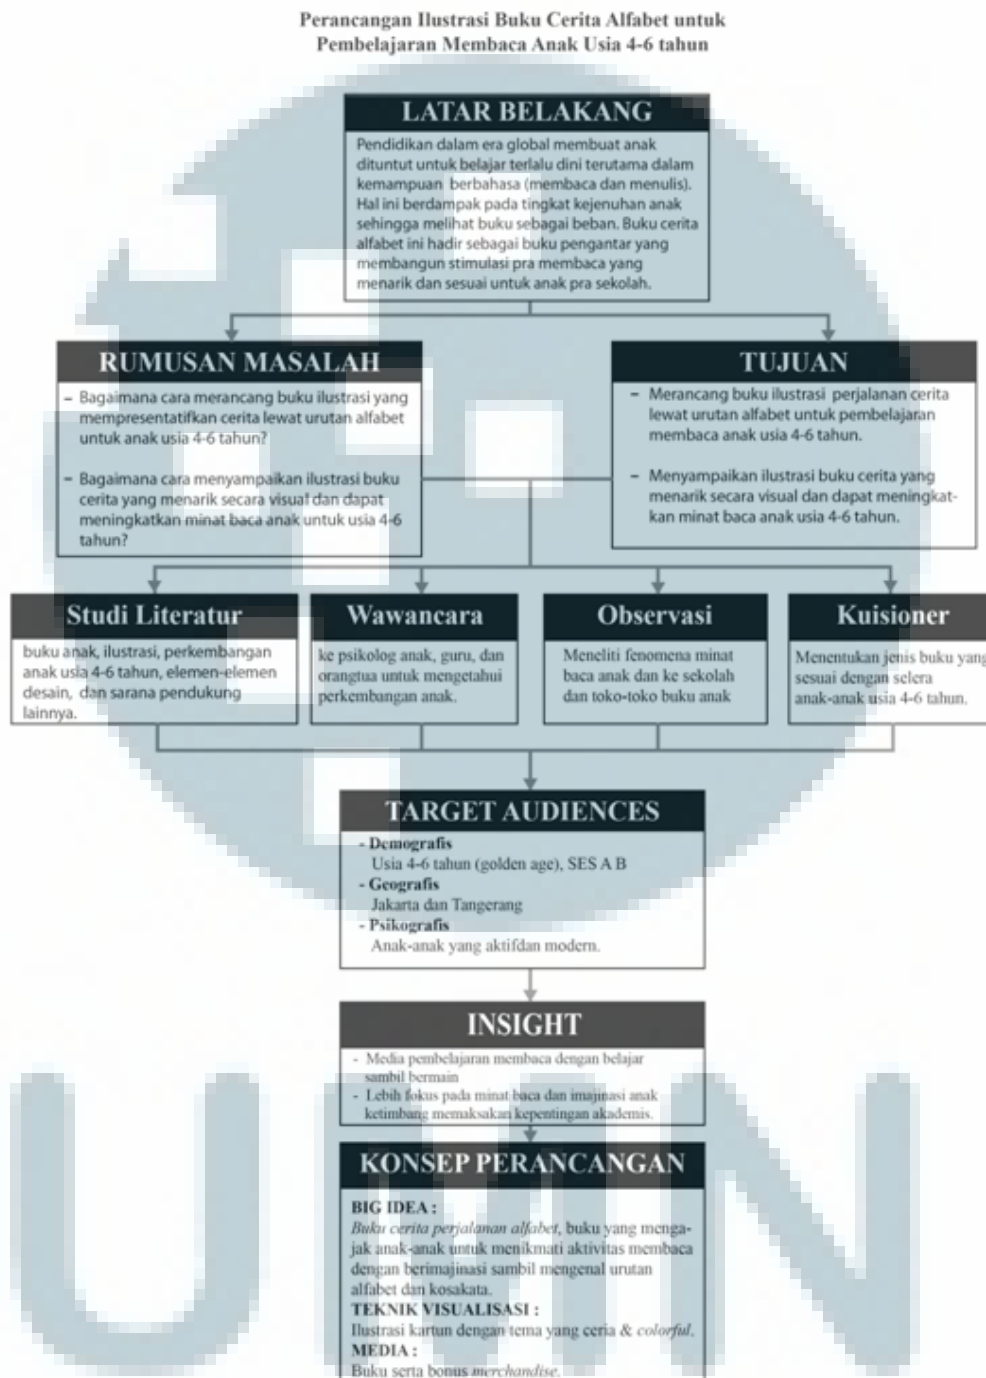 Perancangan Ilustrasi Buku Cerita Alfabet untuk
Pembelajaran Membaca Anak Usia 4-6 tahun
LATAR BELAKANG
Pendidikan dalam era global membuat anak
dituntut untuk belajar terlalu dini terutama dalam
kemampuan berbahasa (membaca dan menulis).
Hal ini berdampak pada tingkat kejenuhan anak
sehingga melihat buku sebagai beban. Buku cerita
alfabet ini hadir sebagai buku pengantar yang
membangun stimulasi pra membaca yang
menarik dan sesuai untuk anak pra sekolah.
RUMUSAN MASALAH
– Bagaimana cara merancang buku ilustrasi yang
mempresentatifkan cerita lewat urutan alfabet
untuk anak usia 4-6 tahun?
– Bagaimana cara menyampaikan ilustrasi buku
cerita yang menarik secara visual dan dapat
meningkatkan minat baca anak untuk usia 4-6
tahun?
TUJUAN
– Merancang buku ilustrasi perjalanan cerita
lewat urutan alfabet untuk pembelajaran
membaca anak usia 4-6 tahun.
– Menyampaikan ilustrasi buku cerita yang
menarik secara visual dan dapat meningkat-
kan minat baca anak usia 4-6 tahun.
Studi Literatur
buku anak, ilustrasi, perkembangan
anak usia 4-6 tahun, elemen-elemen
desain, dan sarana pendukung
lainnya.
Wawancara
ke psikolog anak, guru, dan
orangtua untuk mengetahui
perkembangan anak.
Observasi
Meneliti fenomena minat
baca anak dan ke sekolah
dan toko-toko buku anak
Kuisioner
Menentukan jenis buku yang
sesuai dengan selera
anak-anak usia 4-6 tahun.
TARGET AUDIENCES
- Demografis
Usia 4-6 tahun (golden age), SES A B
- Geografis
Jakarta dan Tangerang
- Psikografis
Anak-anak yang aktifdan modern.
INSIGHT
- Media pembelajaran membaca dengan belajar
sambil bermain
- Lebih fokus pada minat baca dan imajinasi anak
ketimbang memaksakan kepentingan akademis.
KONSEP PERANCANGAN
BIG IDEA :
Buku cerita perjalanan alfabet, buku yang menga-
jak anak-anak untuk menikmati aktivitas membaca
dengan berimajinasi sambil mengenal urutan
alfabet dan kosakata.
TEKNIK VISUALISASI :
Ilustrasi kartun dengan tema yang ceria & colorful.
MEDIA :
Buku serta bonus merchandise.
UMN